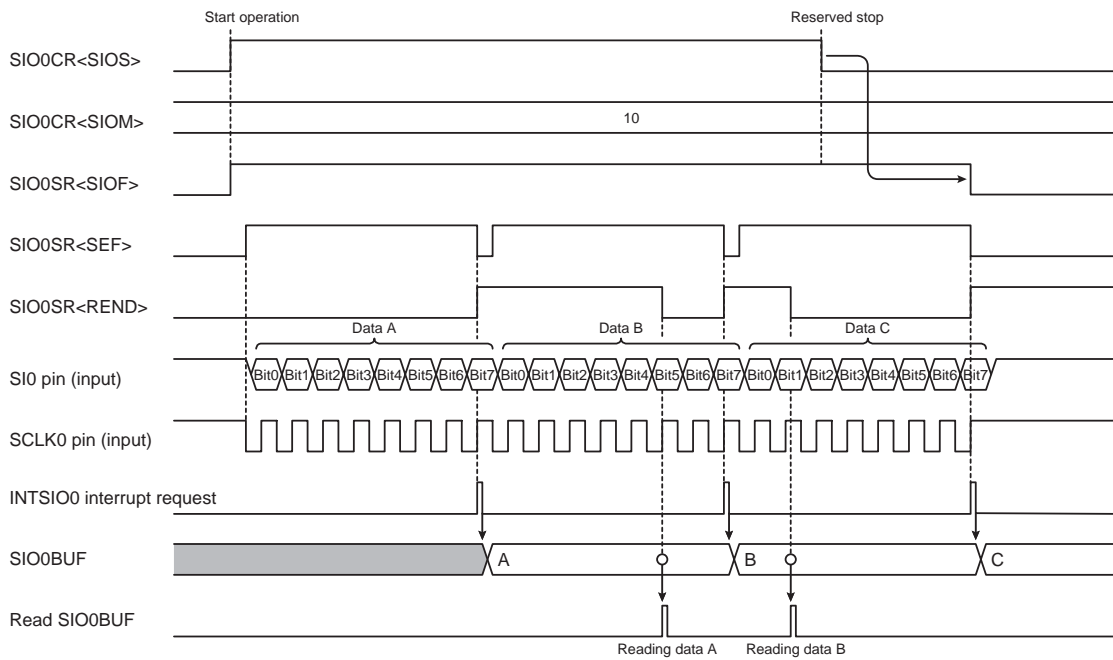 Start operation
Reserved stop
SIO0CR<SIOS>
SIO0CR<SIOM>
10
SIO0SR<SIOF>
SIO0SR<SEF>
SIO0SR<REND>
Data A
Data B
Data C
SI0 pin (input)
Bit0 Bit1 Bit2 Bit3 Bit4 Bit5 Bit6 Bit7 Bit0 Bit1 Bit2 Bit3 Bit4 Bit5 Bit6 Bit7 Bit0 Bit1 Bit2 Bit3 Bit4 Bit5 Bit6 Bit7
SCLK0 pin (input)
INTSIO0 interrupt request
SIO0BUF
A
B
C
Read SIO0BUF
Reading data A
Reading data B